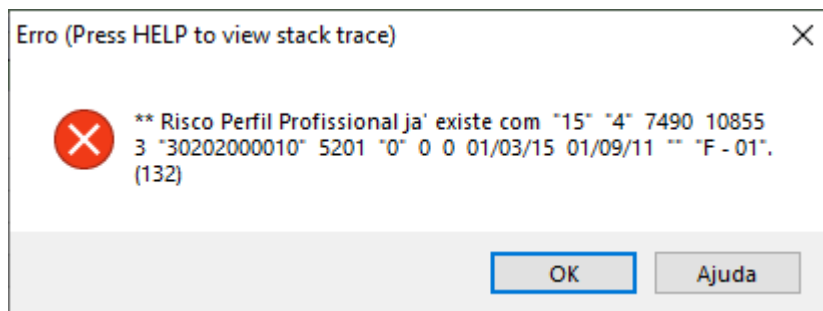 Erro (Press HELP to view stack trace)
** Risco Perfil Profissional ja' existe com "15" "4" 7490 10855
3 "30202000010" 5201 "0" 0 0 01/03/15 01/09/11 "" "F - 01".
(132)
OK
Ajuda